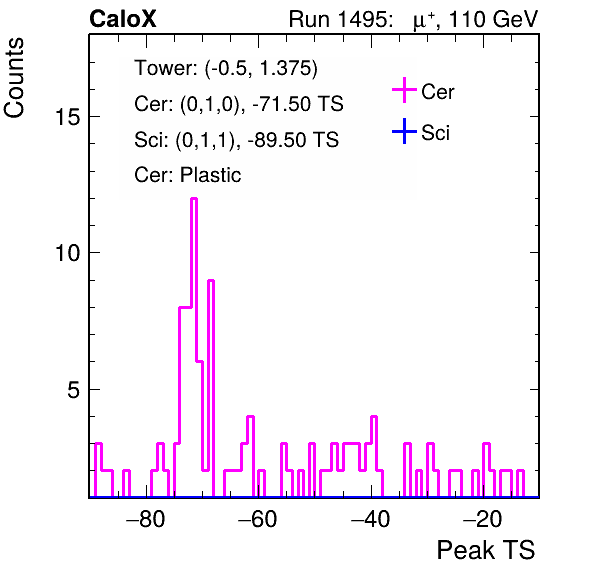 CaloX Run 1495: μ⁺, 110 GeV
Counts
Tower: (-0.5, 1.375)
Cer: (0,1,0), -71.50 TS
Sci: (0,1,1), -89.50 TS
Cer: Plastic
Cer
Sci
15
10
5
−80 −60 −40 −20
Peak TS